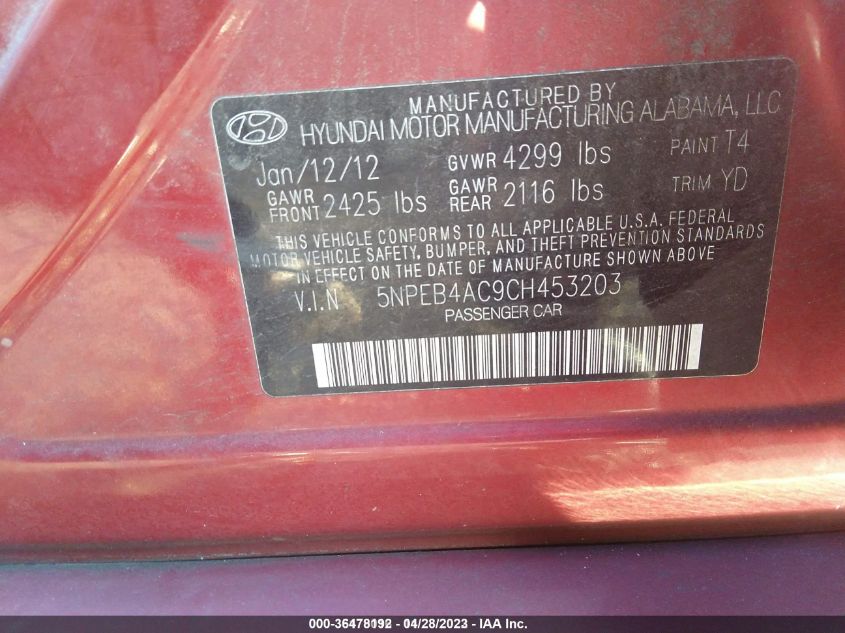 MANUFACTURED BY
HYUNDAI MOTOR MANUFACTURING ALABAMA, LLC
Jan/12/12 GVWR 4299 lbs PAINT T4
GAWR FRONT 2425 lbs GAWR REAR 2116 lbs TRIM YD
THIS VEHICLE CONFORMS TO ALL APPLICABLE U.S.A. FEDERAL
MOTOR VEHICLE SAFETY, BUMPER, AND THEFT PREVENTION STANDARDS
IN EFFECT ON THE DATE OF MANUFACTURE SHOWN ABOVE
V.I.N 5NPEB4AC9CH453203
PASSENGER CAR
000-36478192 - 04/28/2023 - IAA Inc.